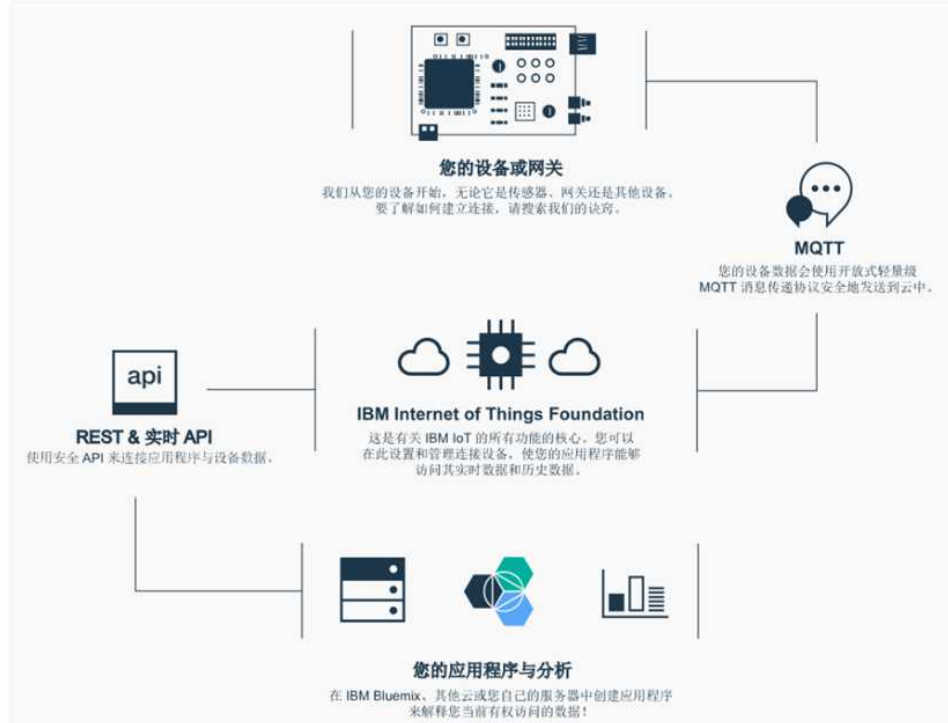 您的设备或网关
我们从您的设备开始，无论它是传感器、网关还是其他设备。
要了解如何建立连接，请搜索我们的诀窍。
MQTT
您的设备数据会使用开放式轻量级
MQTT 消息传递协议安全地发送到云中。
api
REST & 实时 API
使用安全 API 来连接应用程序与设备数据。
IBM Internet of Things Foundation
这是有关 IBM IoT 的所有功能的核心。您可以
在此设置和管理连接设备，使您的应用程序能够
访问其实时数据和历史数据。
您的应用程序与分析
在 IBM Bluemix、其他云或您自己的服务器中创建应用程序
来解释您当前有权访问的数据！